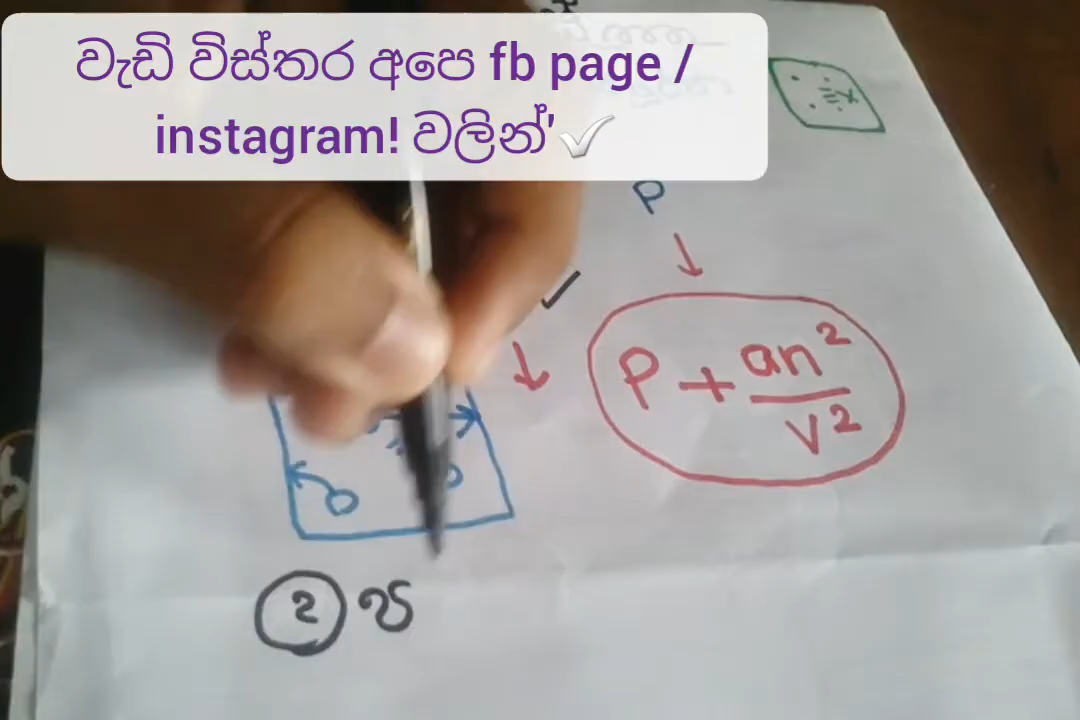 වැඩි විස්තර අපෙ fb page /
instagram! වලින්'✓
P
↓
↓ P + an²/V²
② ප